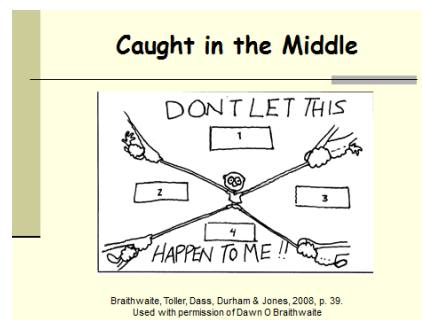 Caught in the Middle
DONT LET THIS
1
2
3
4
HAPPEN TO ME !!
Braithwaite, Toller, Dass, Durham & Jones, 2008, p. 39.
Used with permission of Dawn O Braithwaite